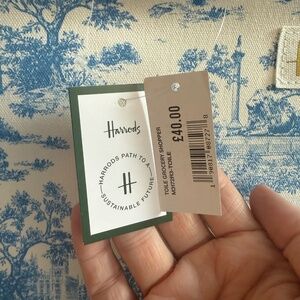 Harrods
HARRODS PATH TO A
H
SUSTAINABLE FUTURE
£40.00
TOILE GROCERY SHOPPER